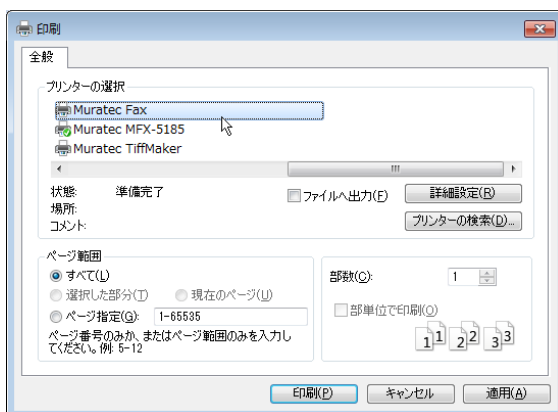 印刷
全般
プリンターの選択
Muratec Fax
Muratec MFX-5185
Muratec TiffMaker
状態: 準備完了
場所:
コメント:
ファイルへ出力(F)
詳細設定(R)
プリンターの検索(D)...
ページ範囲
すべて(L)
選択した部分(T) 現在のページ(U)
ページ指定(G): 1-65535
ページ番号のみか、またはページ範囲のみを入力し
てください。例: 5-12
部数(C): 1
部単位で印刷(O)
1 1 2 2 3 3
印刷(P) キャンセル 適用(A)